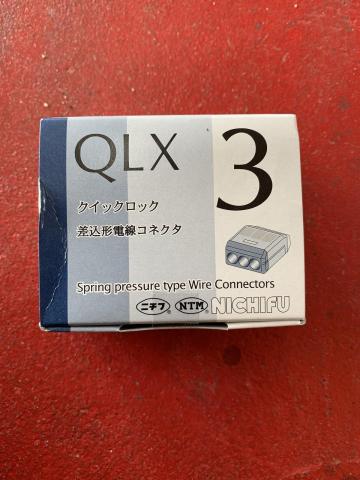 QLX 3
クイックロック
差込形電線コネクタ
Spring pressure type Wire Connectors
ニチフ® NTM® NICHIFU